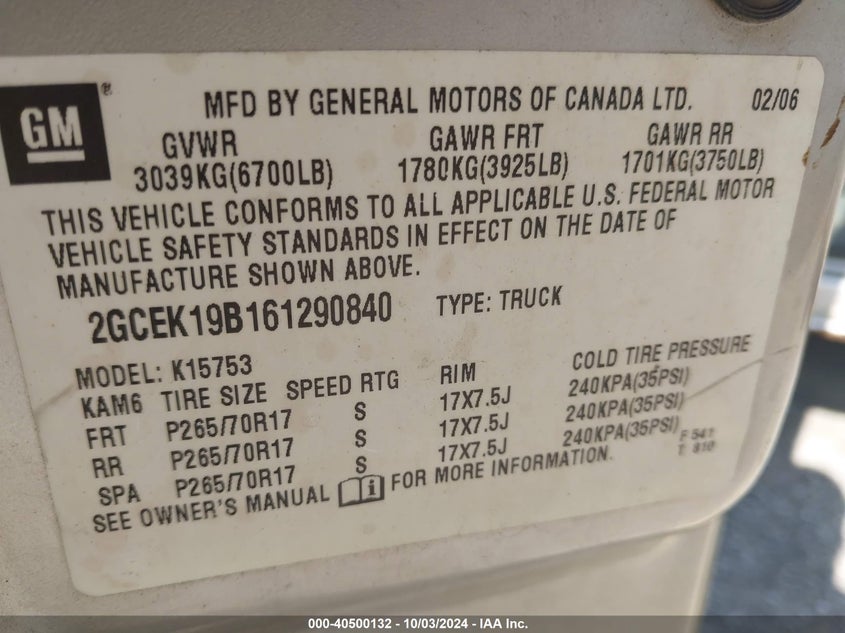 GM ®
MFD BY GENERAL MOTORS OF CANADA LTD. 02/06
GVWR GAWR FRT GAWR RR
3039KG(6700LB) 1780KG(3925LB) 1701KG(3750LB)
THIS VEHICLE CONFORMS TO ALL APPLICABLE U.S. FEDERAL MOTOR
VEHICLE SAFETY STANDARDS IN EFFECT ON THE DATE OF
MANUFACTURE SHOWN ABOVE.
2GCEK19B161290840 TYPE: TRUCK
MODEL: K15753
KAM6 TIRE SIZE SPEED RTG RIM COLD TIRE PRESSURE
FRT P265/70R17 S 17X7.5J 240KPA(35PSI)
RR P265/70R17 S 17X7.5J 240KPA(35PSI)
SPA P265/70R17 S 17X7.5J 240KPA(35PSI)
F 541
T 810
SEE OWNER'S MANUAL FOR MORE INFORMATION.
000-40500132 - 10/03/2024 - IAA Inc.